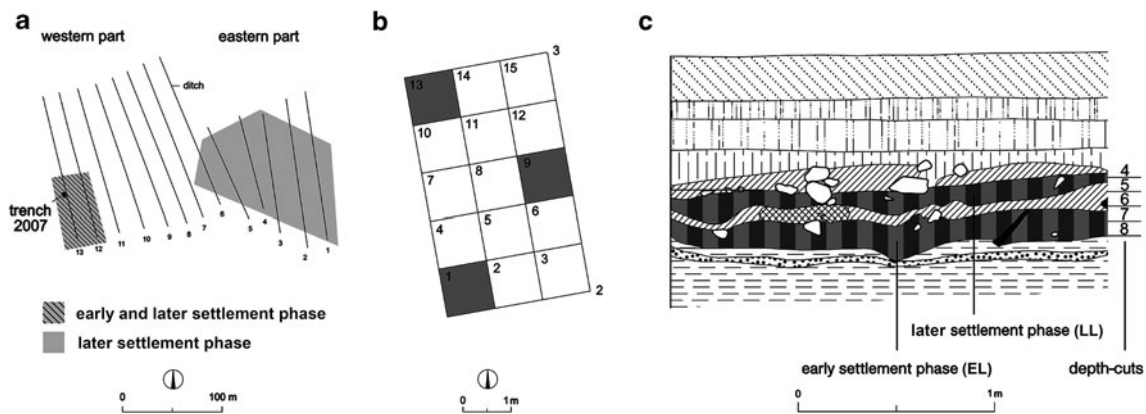 a
western part
eastern part
ditch
trench
2007
13
12
11
10
9
8
7
6
5
4
3
2
1
early and later settlement phase
later settlement phase
0
100 m
b
3
13
14
15
10
11
12
7
8
9
4
5
6
1
2
3
2
0
1m
c
4
5
6
7
8
later settlement phase (LL)
early settlement phase (EL)
depth-cuts
0
1m